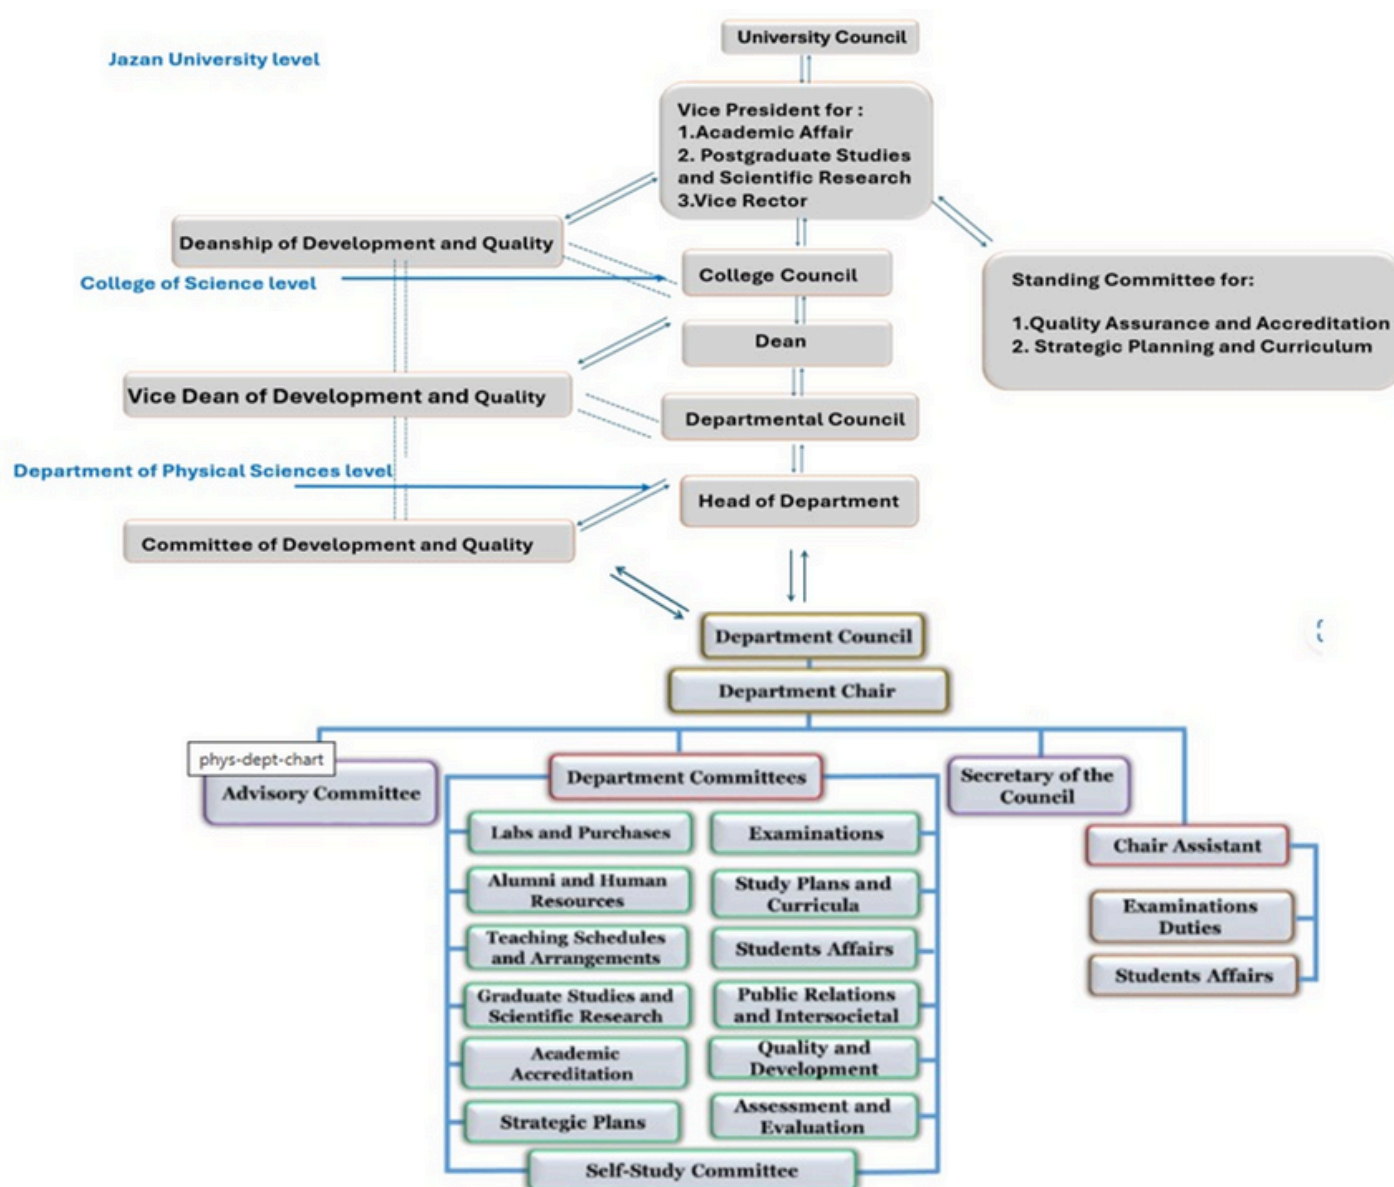 Jazan University level
University Council
Vice President for :
1.Academic Affair
2. Postgraduate Studies
and Scientific Research
3.Vice Rector
Deanship of Development and Quality
College of Science level
College Council
Standing Committee for:
1.Quality Assurance and Accreditation
2. Strategic Planning and Curriculum
Dean
Vice Dean of Development and Quality
Departmental Council
Department of Physical Sciences level
Head of Department
Committee of Development and Quality
Department Council
Department Chair
phys-dept-chart
Advisory Committee
Department Committees
Secretary of the
Council
Chair Assistant
Examinations
Duties
Students Affairs
Labs and Purchases
Examinations
Alumni and Human
Resources
Study Plans and
Curricula
Teaching Schedules
and Arrangements
Students Affairs
Graduate Studies and
Scientific Research
Public Relations
and Intersocietal
Academic
Accreditation
Quality and
Development
Strategic Plans
Assessment and
Evaluation
Self-Study Committee